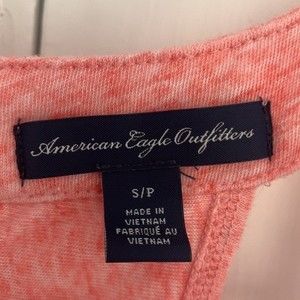 American Eagle Outfitters
S/P
MADE IN
VIETNAM
FABRIQUÉ AU
VIETNAM